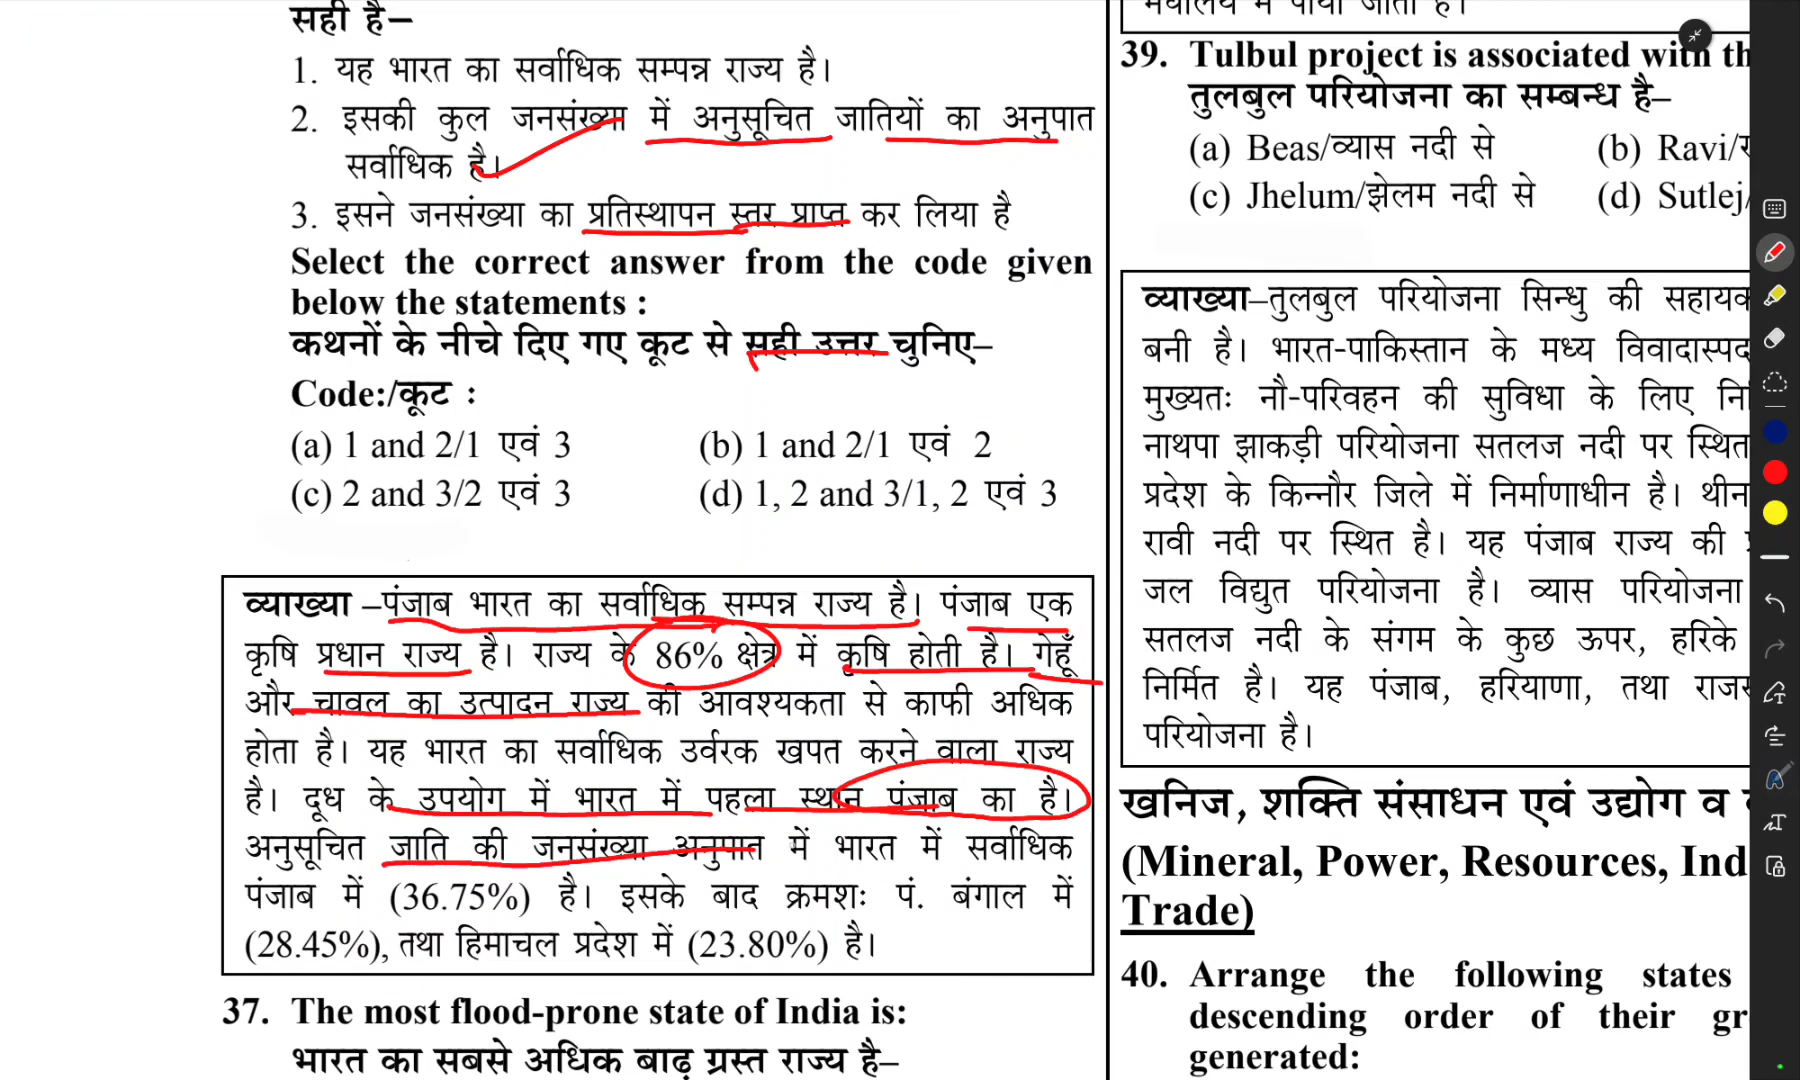 सही है–
1. यह भारत का सर्वाधिक सम्पन्न राज्य है।
2. इसकी कुल जनसंख्या में अनुसूचित जातियों का अनुपात
सर्वाधिक है।
3. इसने जनसंख्या का प्रतिस्थापन स्तर प्राप्त कर लिया है
Select the correct answer from the code given
below the statements :
कथनों के नीचे दिए गए कूट से सही उत्तर चुनिए–
Code:/कूट :
(a) 1 and 2/1 एवं 3
(b) 1 and 2/1 एवं 2
(c) 2 and 3/2 एवं 3
(d) 1, 2 and 3/1, 2 एवं 3
व्याख्या –पंजाब भारत का सर्वाधिक सम्पन्न राज्य है। पंजाब एक
कृषि प्रधान राज्य है। राज्य के 86% क्षेत्र में कृषि होती है। गेहूँ
और चावल का उत्पादन राज्य की आवश्यकता से काफी अधिक
होता है। यह भारत का सर्वाधिक उर्वरक खपत करने वाला राज्य
है। दूध के उपयोग में भारत में पहला स्थान पंजाब का है।
अनुसूचित जाति की जनसंख्या अनुपात में भारत में सर्वाधिक
पंजाब में (36.75%) है। इसके बाद क्रमशः पं. बंगाल में
(28.45%), तथा हिमाचल प्रदेश में (23.80%) है।
37. The most flood-prone state of India is:
भारत का सबसे अधिक बाढ़ ग्रस्त राज्य है–
मेघालय में पाया जाता है।
39. Tulbul project is associated with th
तुलबुल परियोजना का सम्बन्ध है–
(a) Beas/व्यास नदी से
(b) Ravi/
(c) Jhelum/झेलम नदी से
(d) Sutlej/
व्याख्या–तुलबुल परियोजना सिन्धु की सहायक
बनी है। भारत-पाकिस्तान के मध्य विवादास्पद
मुख्यतः नौ-परिवहन की सुविधा के लिए नि
नाथपा झाकड़ी परियोजना सतलज नदी पर स्थित
प्रदेश के किन्नौर जिले में निर्माणाधीन है। थीन
रावी नदी पर स्थित है। यह पंजाब राज्य की
जल विद्युत परियोजना है। व्यास परियोजना
सतलज नदी के संगम के कुछ ऊपर, हरिके
निर्मित है। यह पंजाब, हरियाणा, तथा राजस
परियोजना है।
खनिज, शक्ति संसाधन एवं उद्योग व
(Mineral, Power, Resources, Ind
Trade)
40. Arrange the following states
descending order of their gr
generated: